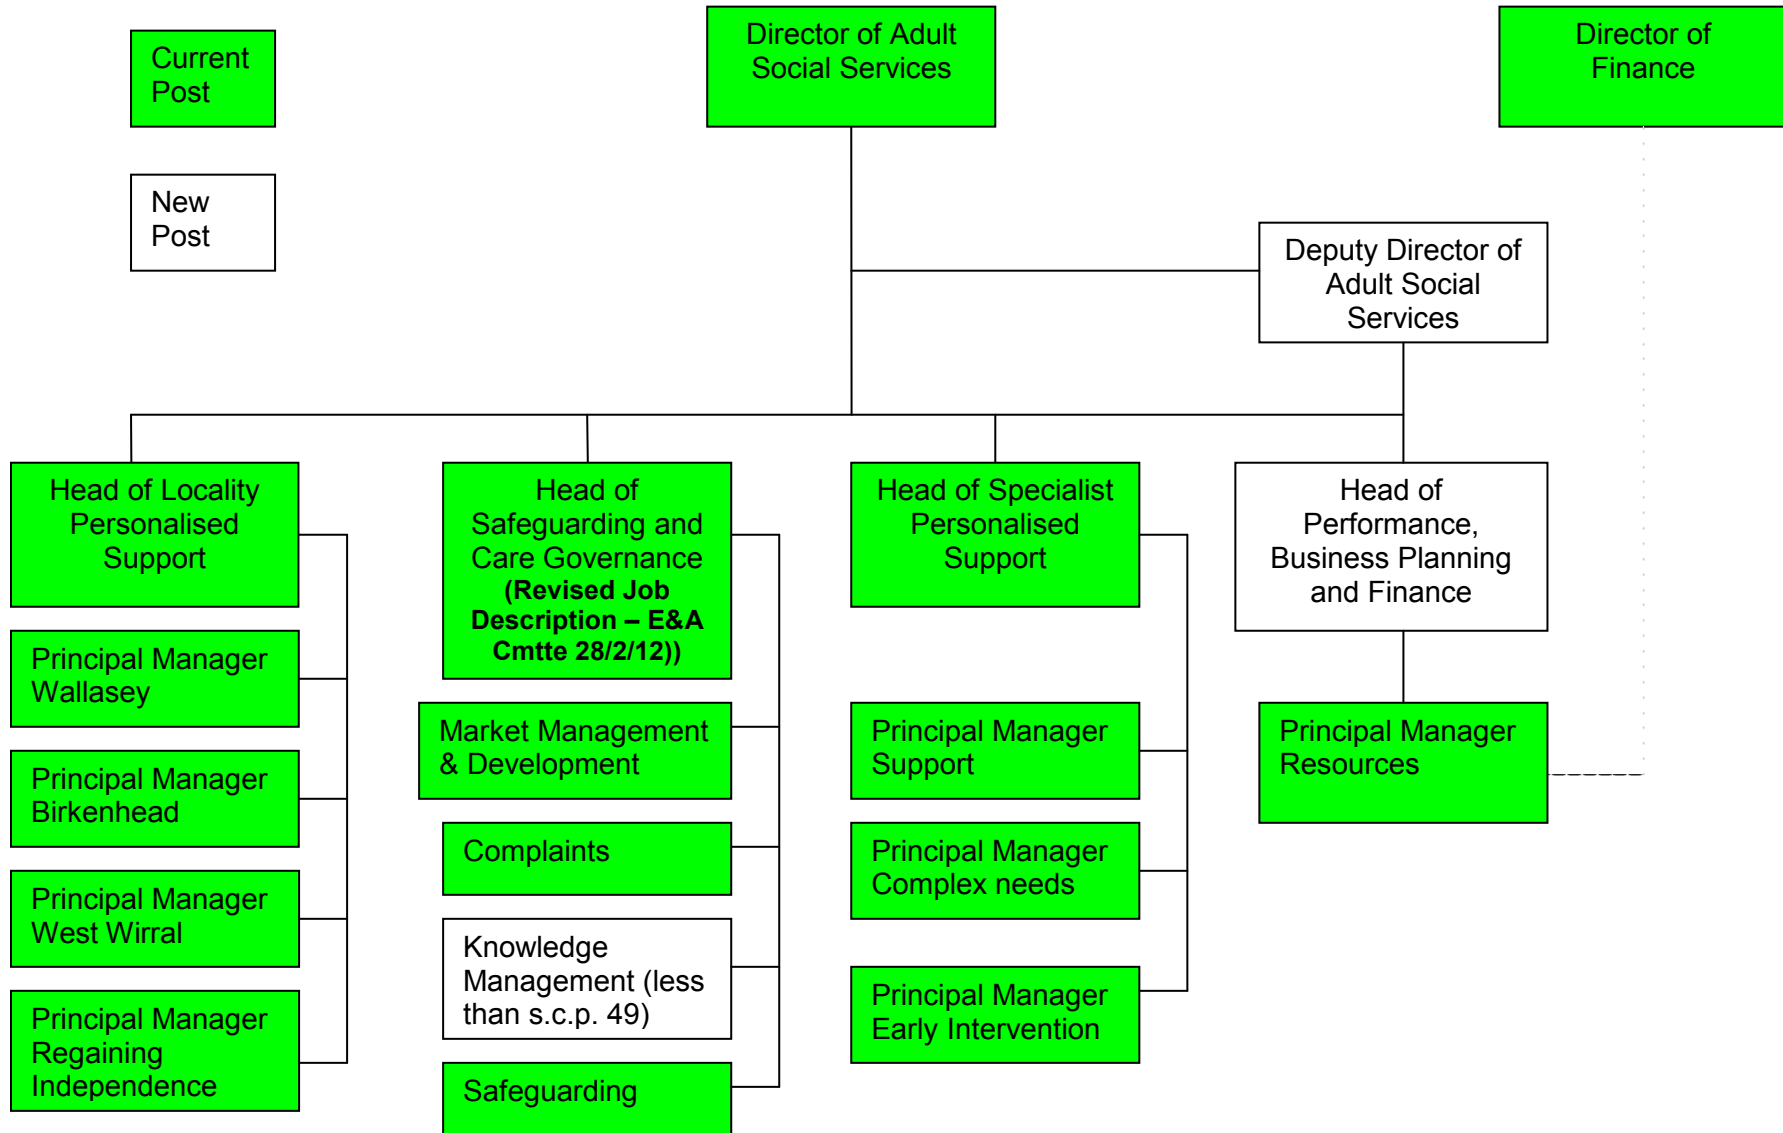 Current
Post
Director of Adult
Social Services
Director of
Finance
New
Post
Deputy Director of
Adult Social
Services
Head of Locality
Personalised
Support
Principal Manager
Wallasey
Principal Manager
Birkenhead
Principal Manager
West Wirral
Principal Manager
Regaining
Independence
Head of
Safeguarding and
Care Governance
(Revised Job
Description – E&A
Cmtte 28/2/12))
Market Management
& Development
Complaints
Knowledge
Management (less
than s.c.p. 49)
Safeguarding
Head of Specialist
Personalised
Support
Principal Manager
Support
Principal Manager
Complex needs
Principal Manager
Early Intervention
Head of
Performance,
Business Planning
and Finance
Principal Manager
Resources